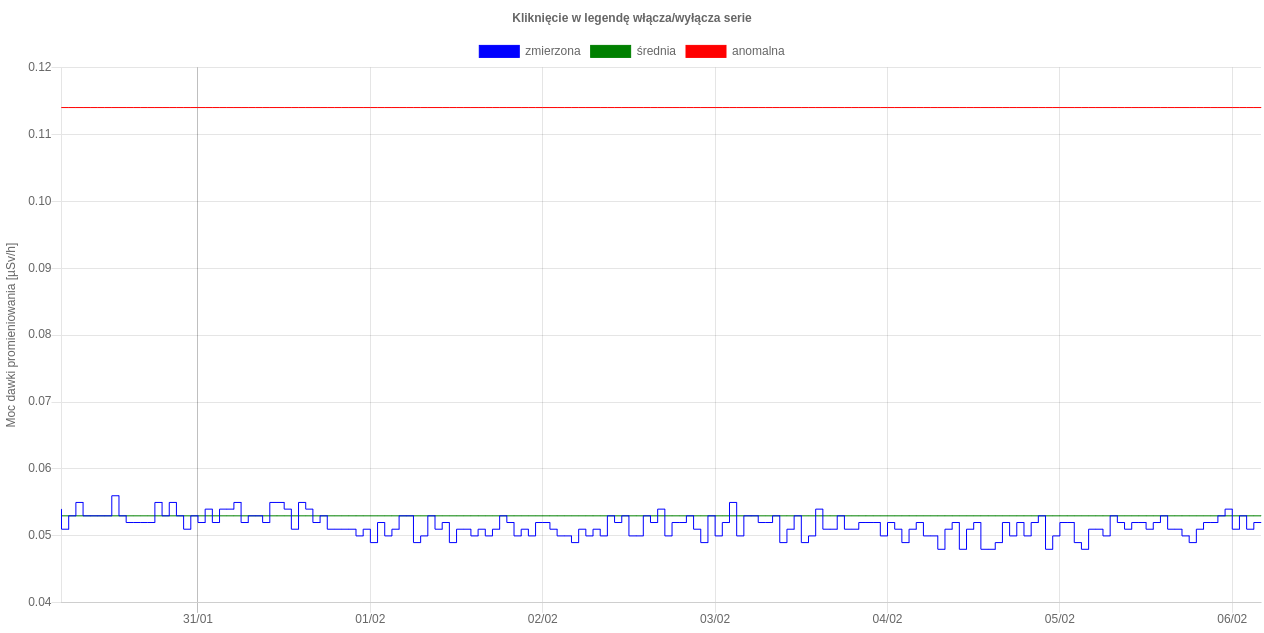 Kliknięcie w legendę włącza/wyłącza serie
zmierzona średnia anomalna
Moc dawki promieniowania [µSv/h]
0.12
0.11
0.10
0.09
0.08
0.07
0.06
0.05
0.04
31/01 01/02 02/02 03/02 04/02 05/02 06/02